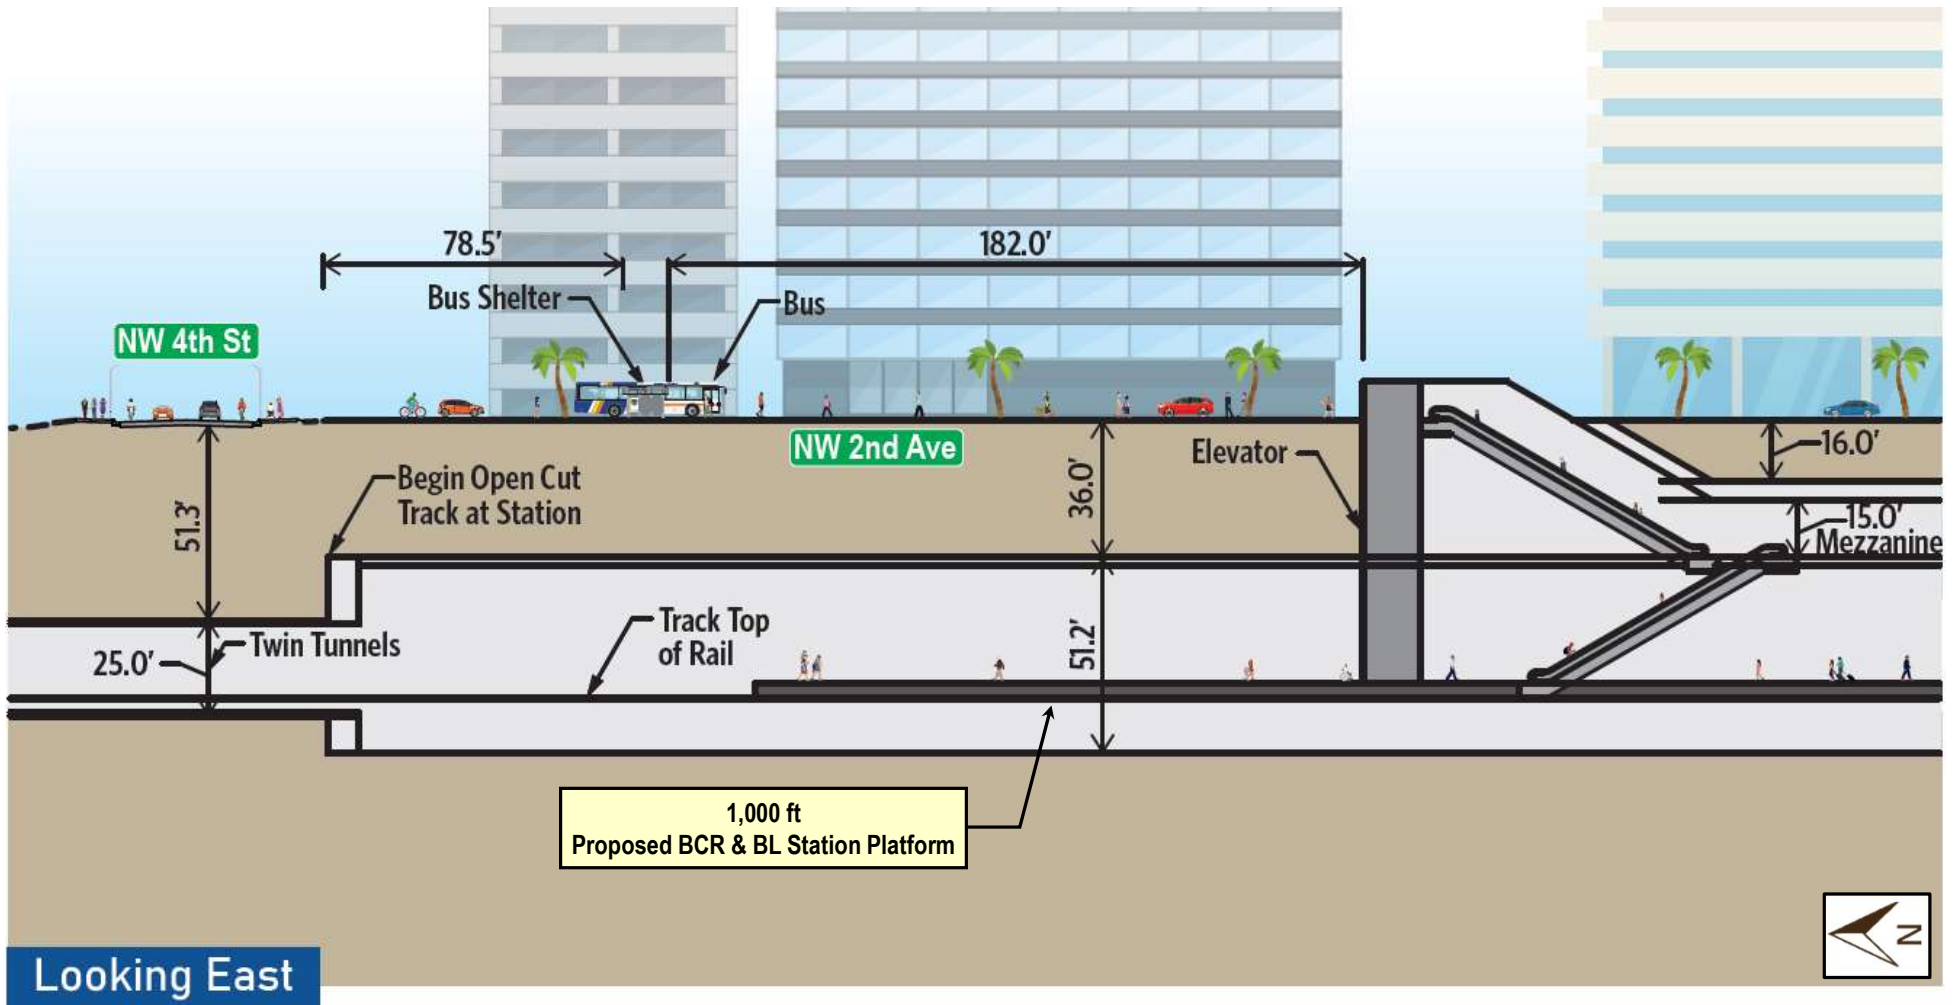 78.5'
182.0'
Bus Shelter
Bus
NW 4th St
NW 2nd Ave
Elevator
16.0'
Begin Open Cut
Track at Station
51.3'
36.0'
15.0'
Mezzanine
Track Top
of Rail
Twin Tunnels
25.0'
51.2'
1,000 ft
Proposed BCR & BL Station Platform
N
Looking East